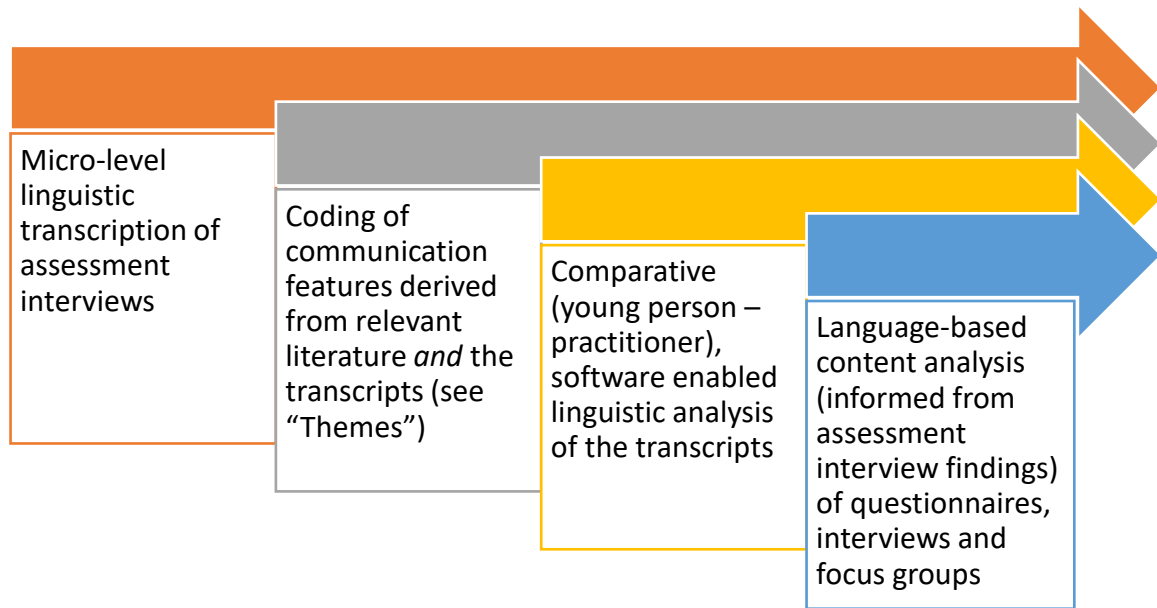 Micro-level
linguistic
transcription of
assessment
interviews
Coding of
communication
features derived
from relevant
literature and the
transcripts (see
“Themes”)
Comparative
(young person –
practitioner),
software enabled
linguistic analysis
of the transcripts
Language-based
content analysis
(informed from
assessment
interview findings)
of questionnaires,
interviews and
focus groups